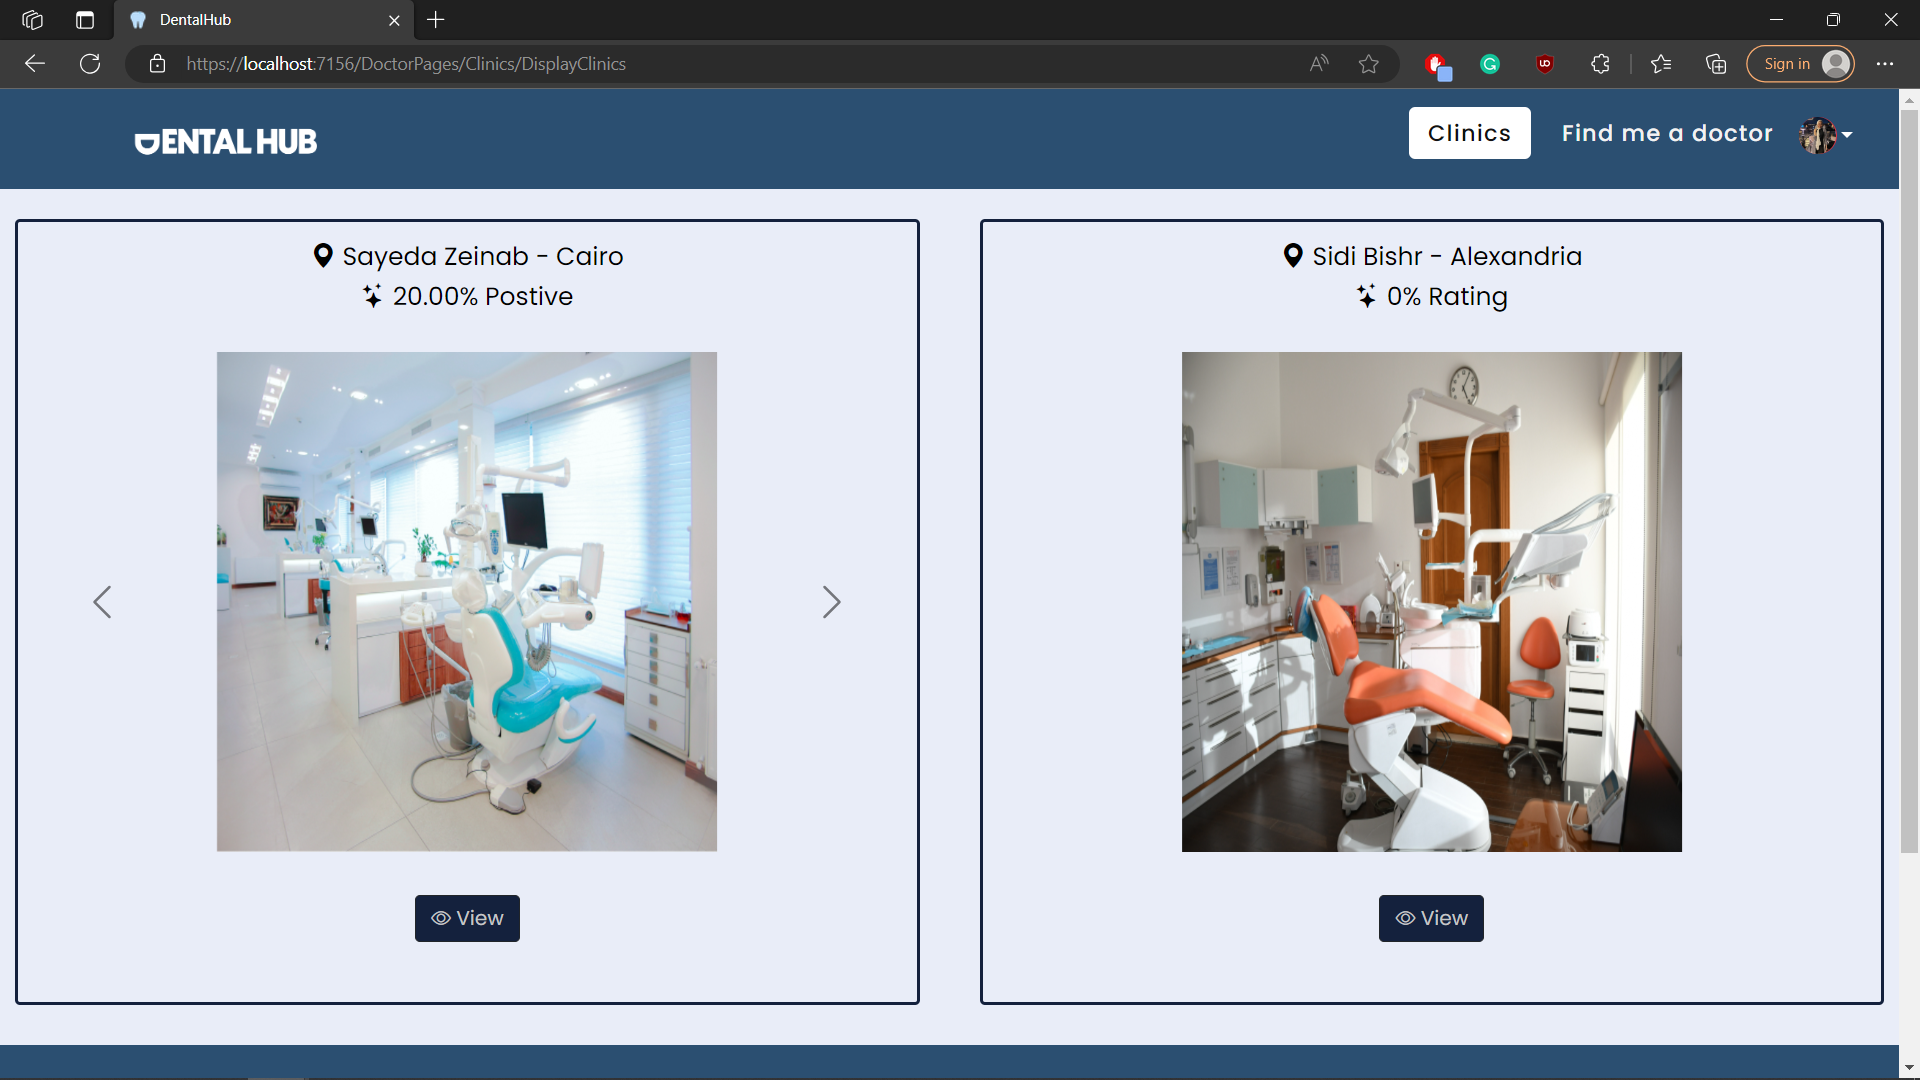 DentalHub
https://localhost:7156/DoctorPages/Clinics/DisplayClinics
Sign in
DENTAL HUB
Clinics
Find me a doctor
Sayeda Zeinab - Cairo
20.00% Postive
Sidi Bishr - Alexandria
0% Rating
View
View